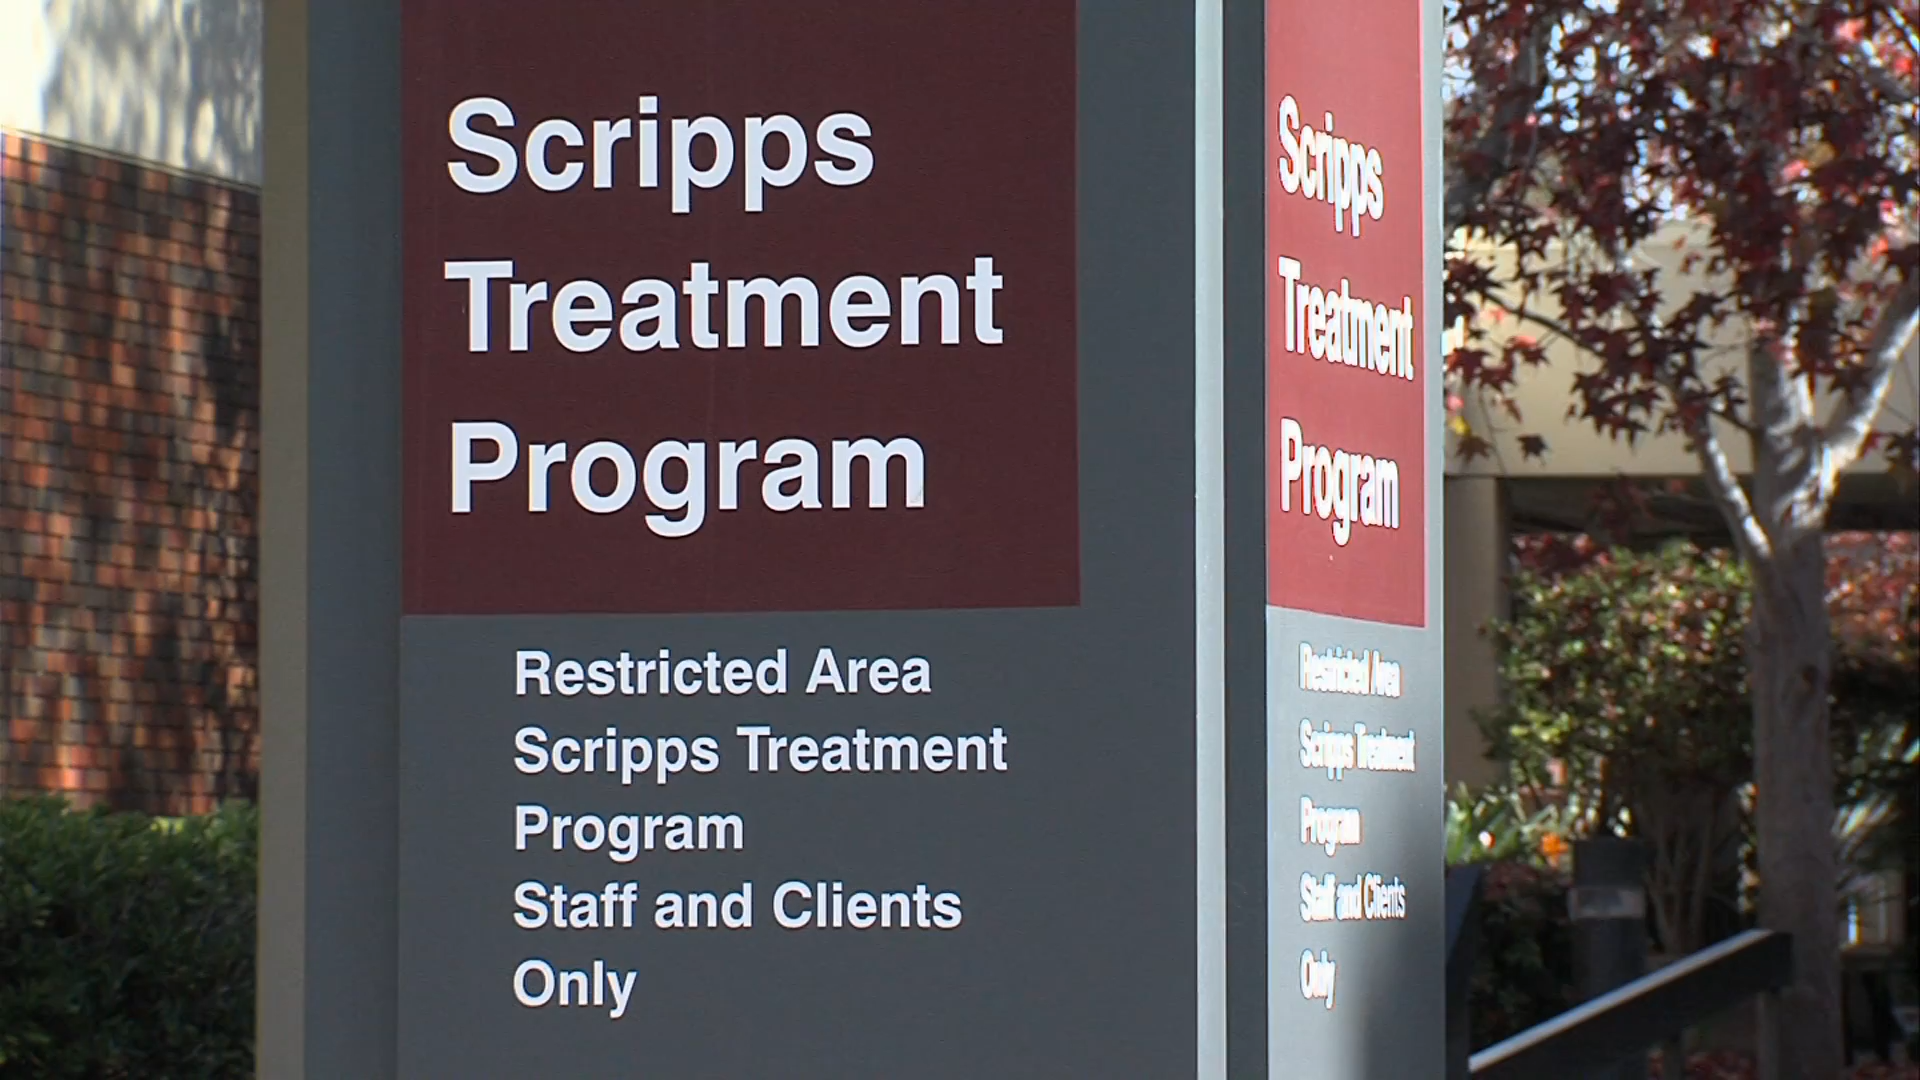 Scripps
Treatment
Program
Restricted Area
Scripps Treatment
Program
Staff and Clients
Only
Scripps
Treatment
Program
Restricted Area
Scripps Treatment
Program
Staff and Clients
Only